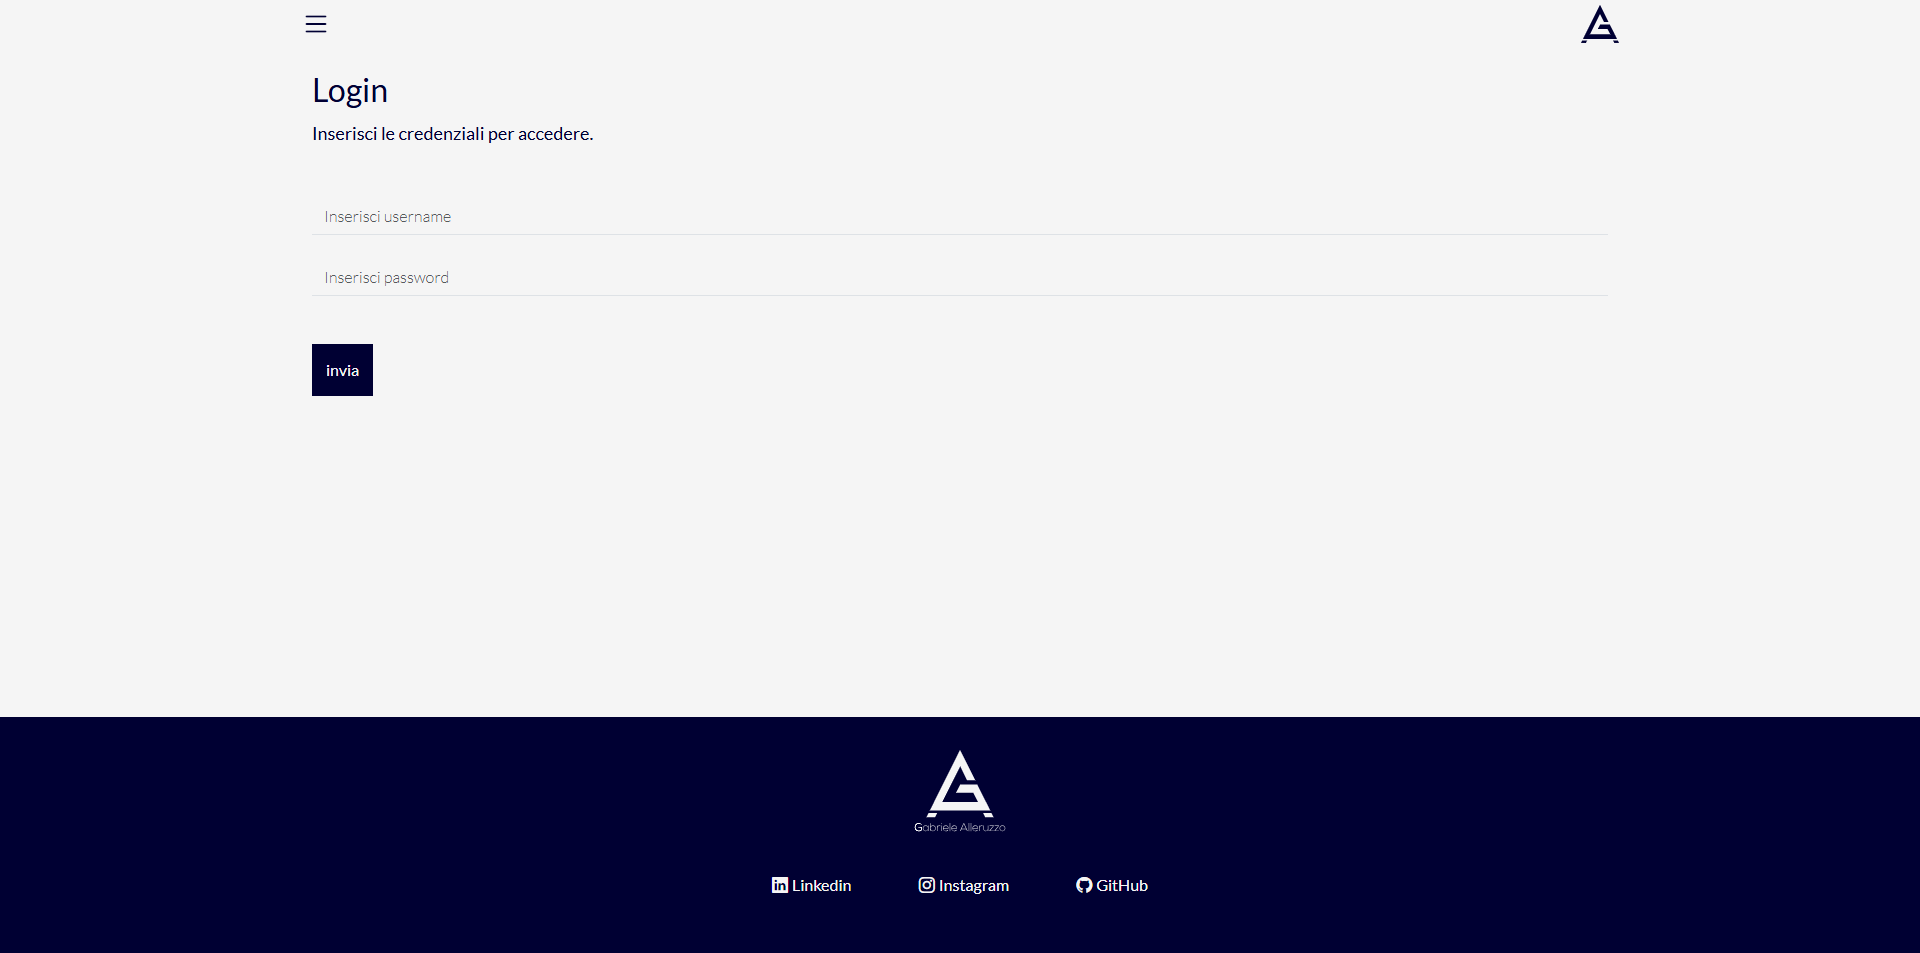 Login
Inserisci le credenziali per accedere.
Inserisci username
Inserisci password
invia
Gabriele Alleruzzo
Linkedin Instagram GitHub